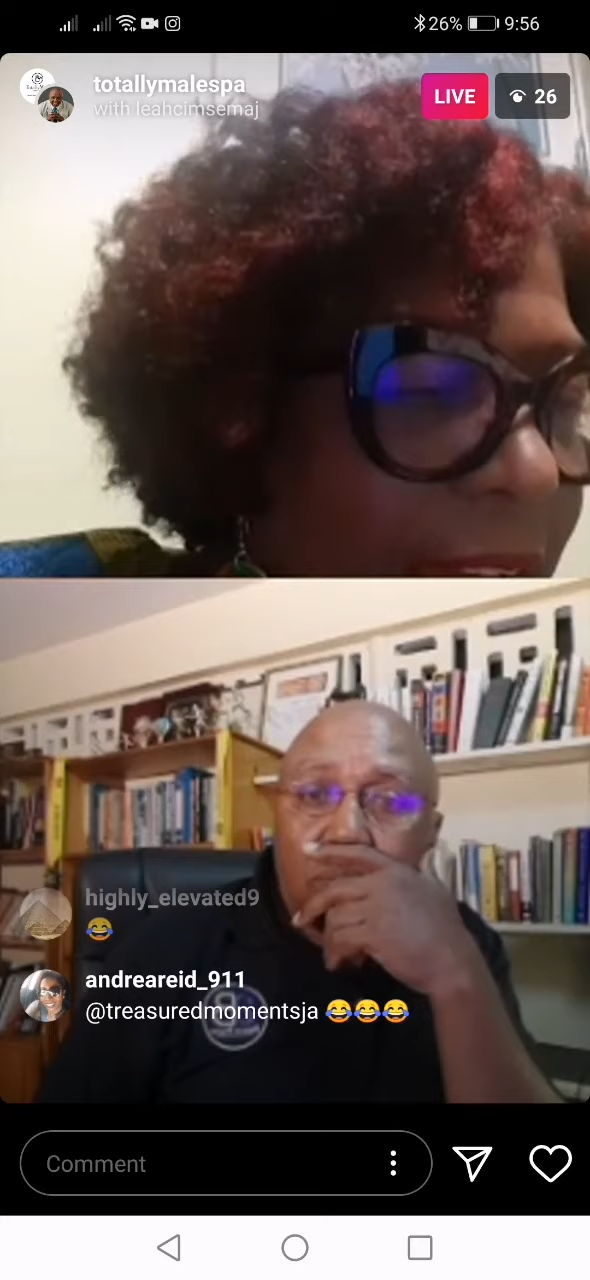 26% 9:56
totallymalespa
with leahcimsemaj
LIVE
26
highly_elevated9
😂
andreareid_911
@treasuredmomentsja 😂😂😂
Comment